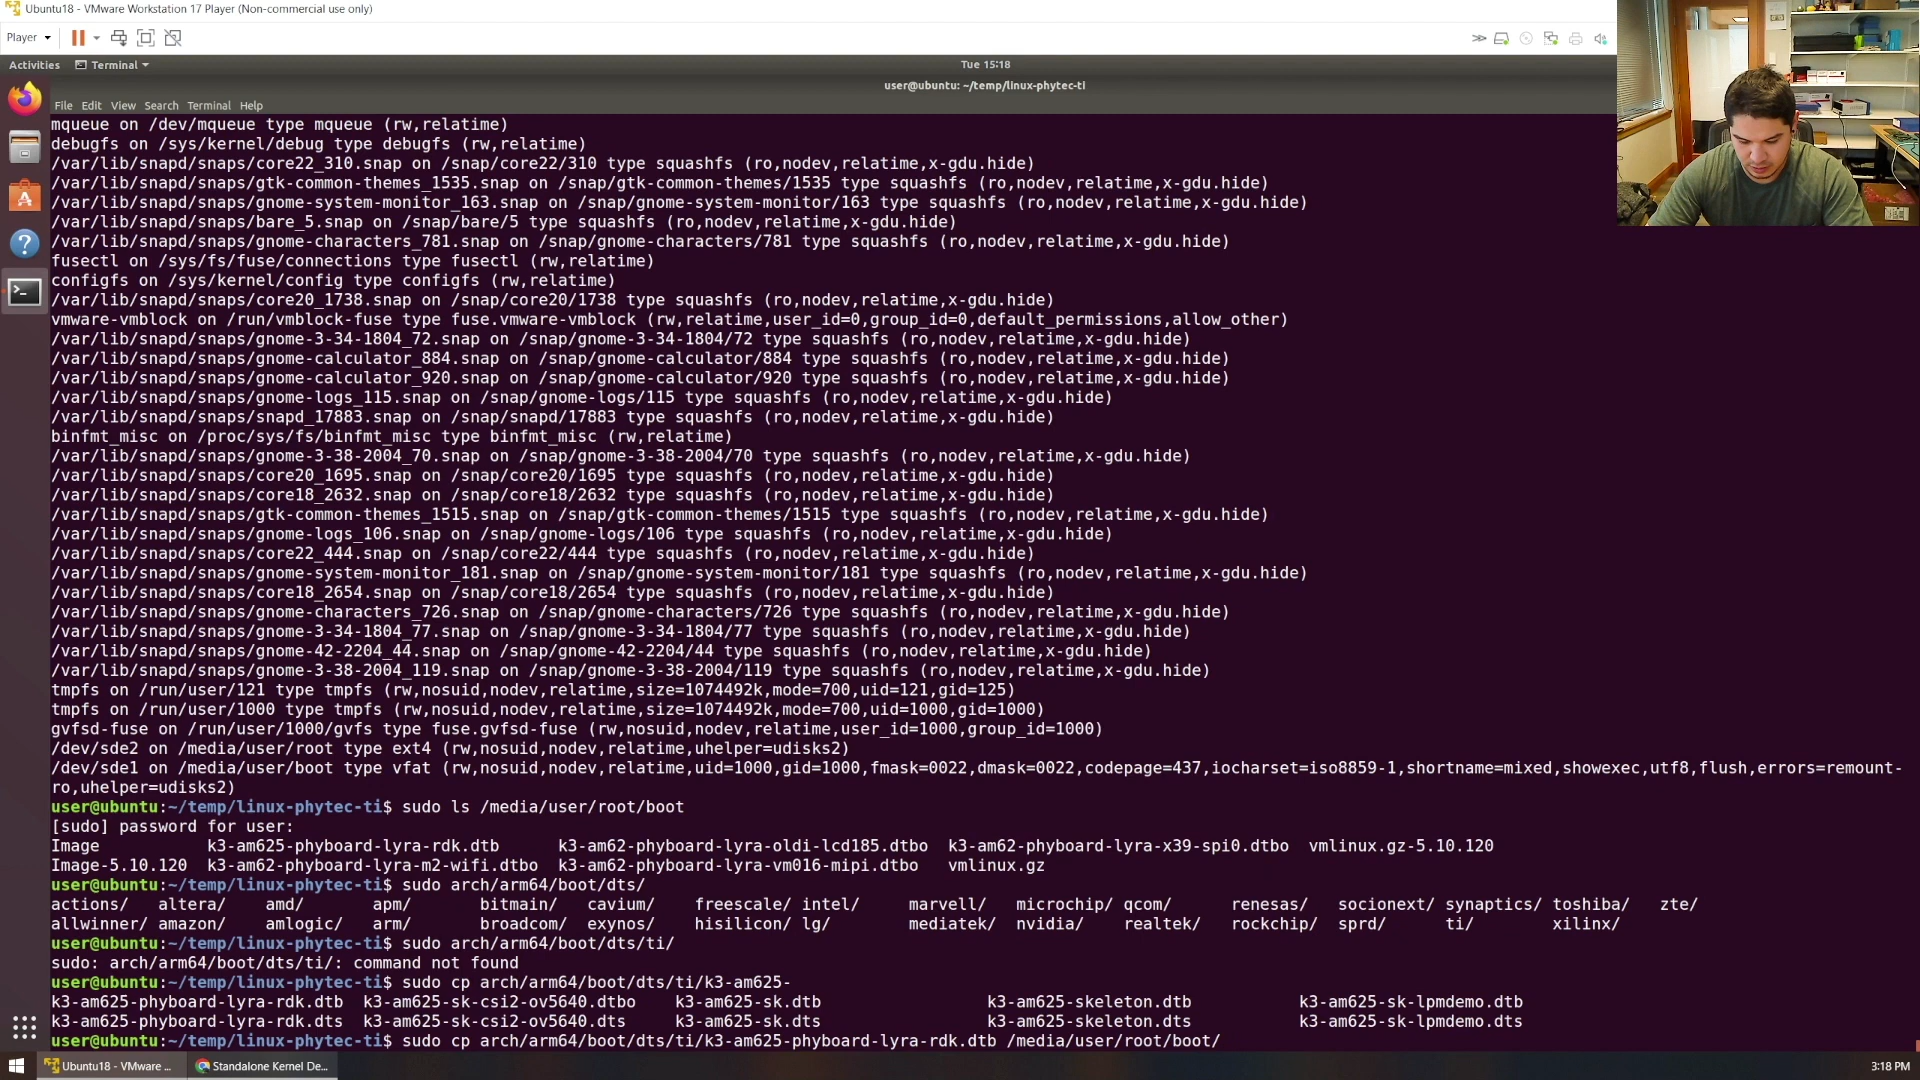 Ubuntu18 - VMware Workstation 17 Player (Non-commercial use only)
Player
Activities Terminal Tue 15:18
user@ubuntu: ~/temp/linux-phytec-ti
File Edit View Search Terminal Help
mqueue on /dev/mqueue type mqueue (rw,relatime)
debugfs on /sys/kernel/debug type debugfs (rw,relatime)
/var/lib/snapd/snaps/core22_310.snap on /snap/core22/310 type squashfs (ro,nodev,relatime,x-gdu.hide)
/var/lib/snapd/snaps/gtk-common-themes_1535.snap on /snap/gtk-common-themes/1535 type squashfs (ro,nodev,relatime,x-gdu.hide)
/var/lib/snapd/snaps/gnome-system-monitor_163.snap on /snap/gnome-system-monitor/163 type squashfs (ro,nodev,relatime,x-gdu.hide)
/var/lib/snapd/snaps/bare_5.snap on /snap/bare/5 type squashfs (ro,nodev,relatime,x-gdu.hide)
/var/lib/snapd/snaps/gnome-characters_781.snap on /snap/gnome-characters/781 type squashfs (ro,nodev,relatime,x-gdu.hide)
fusectl on /sys/fs/fuse/connections type fusectl (rw,relatime)
configfs on /sys/kernel/config type configfs (rw,relatime)
/var/lib/snapd/snaps/core20_1738.snap on /snap/core20/1738 type squashfs (ro,nodev,relatime,x-gdu.hide)
vmware-vmblock on /run/vmblock-fuse type fuse.vmware-vmblock (rw,relatime,user_id=0,group_id=0,default_permissions,allow_other)
/var/lib/snapd/snaps/gnome-3-34-1804_72.snap on /snap/gnome-3-34-1804/72 type squashfs (ro,nodev,relatime,x-gdu.hide)
/var/lib/snapd/snaps/gnome-calculator_884.snap on /snap/gnome-calculator/884 type squashfs (ro,nodev,relatime,x-gdu.hide)
/var/lib/snapd/snaps/gnome-calculator_920.snap on /snap/gnome-calculator/920 type squashfs (ro,nodev,relatime,x-gdu.hide)
/var/lib/snapd/snaps/gnome-logs_115.snap on /snap/gnome-logs/115 type squashfs (ro,nodev,relatime,x-gdu.hide)
/var/lib/snapd/snaps/snapd_17883.snap on /snap/snapd/17883 type squashfs (ro,nodev,relatime,x-gdu.hide)
binfmt_misc on /proc/sys/fs/binfmt_misc type binfmt_misc (rw,relatime)
/var/lib/snapd/snaps/gnome-3-38-2004_70.snap on /snap/gnome-3-38-2004/70 type squashfs (ro,nodev,relatime,x-gdu.hide)
/var/lib/snapd/snaps/core20_1695.snap on /snap/core20/1695 type squashfs (ro,nodev,relatime,x-gdu.hide)
/var/lib/snapd/snaps/core18_2632.snap on /snap/core18/2632 type squashfs (ro,nodev,relatime,x-gdu.hide)
/var/lib/snapd/snaps/gtk-common-themes_1515.snap on /snap/gtk-common-themes/1515 type squashfs (ro,nodev,relatime,x-gdu.hide)
/var/lib/snapd/snaps/gnome-logs_106.snap on /snap/gnome-logs/106 type squashfs (ro,nodev,relatime,x-gdu.hide)
/var/lib/snapd/snaps/core22_444.snap on /snap/core22/444 type squashfs (ro,nodev,relatime,x-gdu.hide)
/var/lib/snapd/snaps/gnome-system-monitor_181.snap on /snap/gnome-system-monitor/181 type squashfs (ro,nodev,relatime,x-gdu.hide)
/var/lib/snapd/snaps/core18_2654.snap on /snap/core18/2654 type squashfs (ro,nodev,relatime,x-gdu.hide)
/var/lib/snapd/snaps/gnome-characters_726.snap on /snap/gnome-characters/726 type squashfs (ro,nodev,relatime,x-gdu.hide)
/var/lib/snapd/snaps/gnome-3-34-1804_77.snap on /snap/gnome-3-34-1804/77 type squashfs (ro,nodev,relatime,x-gdu.hide)
/var/lib/snapd/snaps/gnome-42-2204_44.snap on /snap/gnome-42-2204/44 type squashfs (ro,nodev,relatime,x-gdu.hide)
/var/lib/snapd/snaps/gnome-3-38-2004_119.snap on /snap/gnome-3-38-2004/119 type squashfs (ro,nodev,relatime,x-gdu.hide)
tmpfs on /run/user/121 type tmpfs (rw,nosuid,nodev,relatime,size=1074492k,mode=700,uid=121,gid=125)
tmpfs on /run/user/1000 type tmpfs (rw,nosuid,nodev,relatime,size=1074492k,mode=700,uid=1000,gid=1000)
gvfsd-fuse on /run/user/1000/gvfs type fuse.gvfsd-fuse (rw,nosuid,nodev,relatime,user_id=1000,group_id=1000)
/dev/sde2 on /media/user/root type ext4 (rw,nosuid,nodev,relatime,uhelper=udisks2)
/dev/sde1 on /media/user/boot type vfat (rw,nosuid,nodev,relatime,uid=1000,gid=1000,fmask=0022,dmask=0022,codepage=437,iocharset=iso8859-1,shortname=mixed,showexec,utf8,flush,errors=remount-
ro,uhelper=udisks2)
user@ubuntu:~/temp/linux-phytec-ti$ sudo ls /media/user/root/boot
[sudo] password for user:
Image k3-am625-phyboard-lyra-rdk.dtb k3-am62-phyboard-lyra-oldi-lcd185.dtbo k3-am62-phyboard-lyra-x39-spi0.dtbo vmlinux.gz-5.10.120
Image-5.10.120 k3-am62-phyboard-lyra-m2-wifi.dtbo k3-am62-phyboard-lyra-vm016-mipi.dtbo vmlinux.gz
user@ubuntu:~/temp/linux-phytec-ti$ sudo arch/arm64/boot/dts/
actions/ altera/ amd/ apm/ bitmain/ cavium/ freescale/ intel/ marvell/ microchip/ qcom/ renesas/ socionext/ synaptics/ toshiba/ zte/
allwinner/ amazon/ amlogic/ arm/ broadcom/ exynos/ hisilicon/ lg/ mediatek/ nvidia/ realtek/ rockchip/ sprd/ ti/ xilinx/
user@ubuntu:~/temp/linux-phytec-ti$ sudo arch/arm64/boot/dts/ti/
sudo: arch/arm64/boot/dts/ti/: command not found
user@ubuntu:~/temp/linux-phytec-ti$ sudo cp arch/arm64/boot/dts/ti/k3-am625-
k3-am625-phyboard-lyra-rdk.dtb k3-am625-sk-csi2-ov5640.dtbo k3-am625-sk.dtb k3-am625-skeleton.dtb k3-am625-sk-lpmdemo.dtb
k3-am625-phyboard-lyra-rdk.dts k3-am625-sk-csi2-ov5640.dts k3-am625-sk.dts k3-am625-skeleton.dts k3-am625-sk-lpmdemo.dts
user@ubuntu:~/temp/linux-phytec-ti$ sudo cp arch/arm64/boot/dts/ti/k3-am625-phyboard-lyra-rdk.dtb /media/user/root/boot/
Ubuntu18 - VMware ... Standalone Kernel De... 3:18 PM